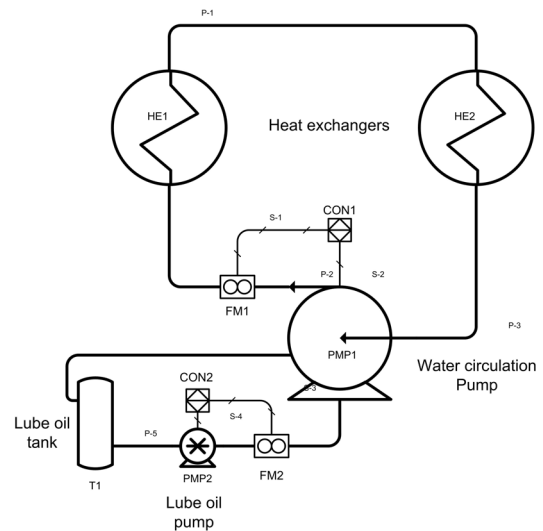 P-1
HE1
HE2
Heat exchangers
CON1
S-1
P-2
S-2
FM1
P-3
PMP1
Water circulation
Pump
CON2
S-3
S-4
Lube oil
tank
P-5
PMP2
FM2
T1
Lube oil
pump